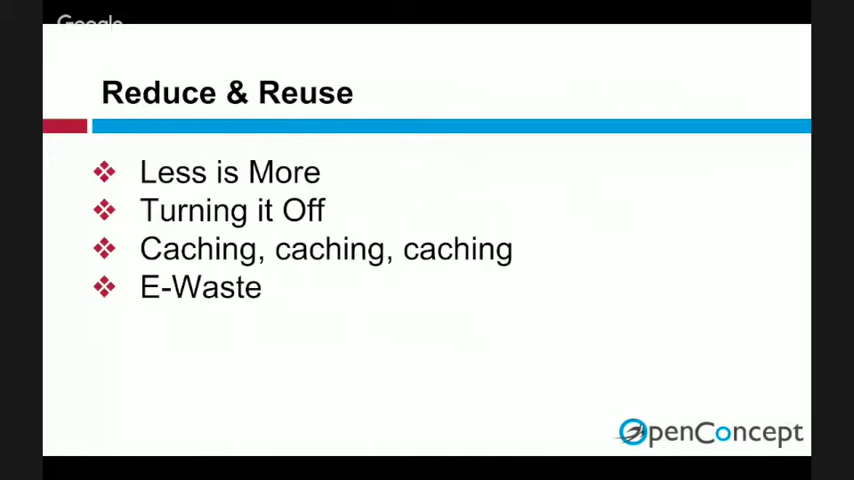 Google
Reduce & Reuse
Less is More
Turning it Off
Caching, caching, caching
E-Waste
OpenConcept